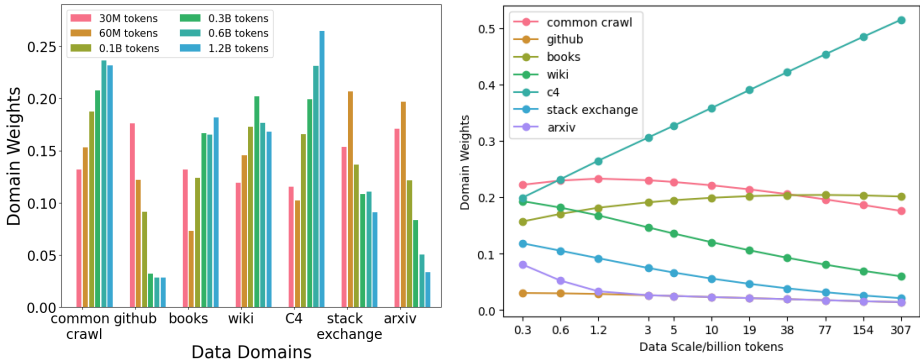 30M tokens
60M tokens
0.1B tokens
0.3B tokens
0.6B tokens
1.2B tokens
Domain Weights
0.25
0.20
0.15
0.10
0.05
0.00
common crawl
github
books
wiki
C4
stack exchange
arxiv
Data Domains
common crawl
github
books
wiki
c4
stack exchange
arxiv
Domain Weights
0.5
0.4
0.3
0.2
0.1
0.0
0.3 0.6 1.2 3 5 10 19 38 77 154 307
Data Scale/billion tokens